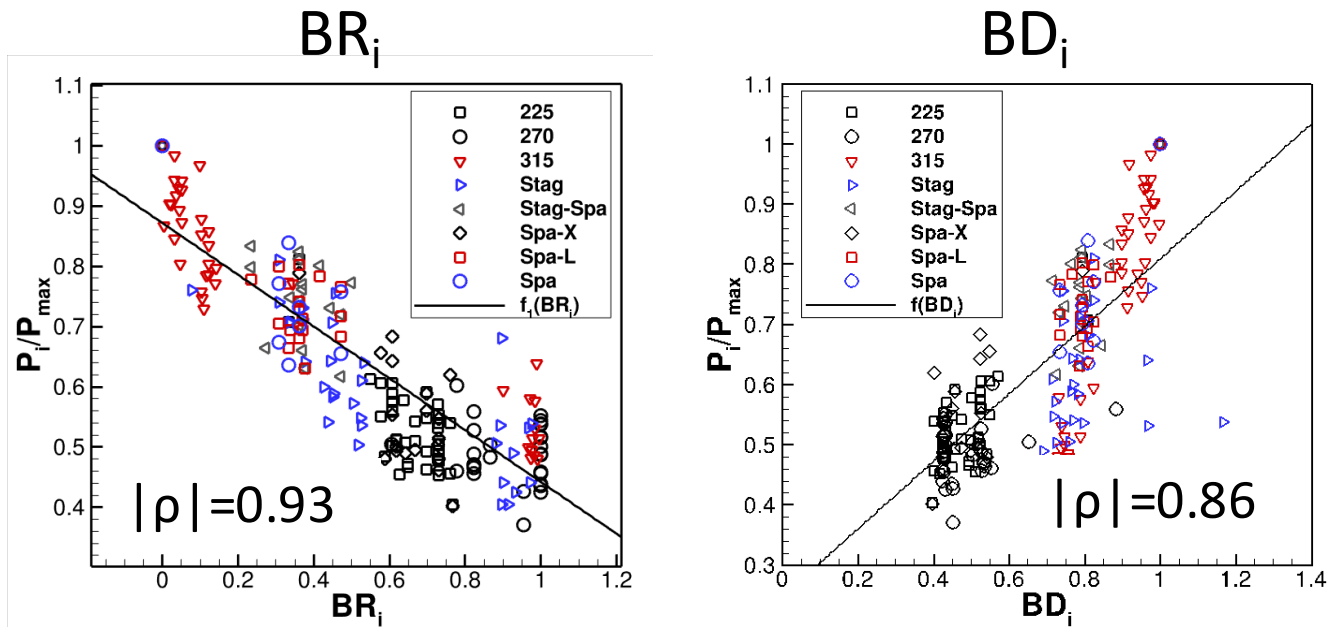 BRi
1.1
1
0.9
0.8
0.7
0.6
0.5
0.4
Pi/Pmax
225
270
315
Stag
Stag-Spa
Spa-X
Spa-L
Spa
f1(BRi)
|ρ|=0.93
0
0.2
0.4
0.6
0.8
1
1.2
BRi
BDi
1.1
1
0.9
0.8
0.7
0.6
0.5
0.4
0.3
Pi/Pmax
225
270
315
Stag
Stag-Spa
Spa-X
Spa-L
Spa
f(BDi)
|ρ|=0.86
0
0.2
0.4
0.6
0.8
1
1.2
1.4
BDi